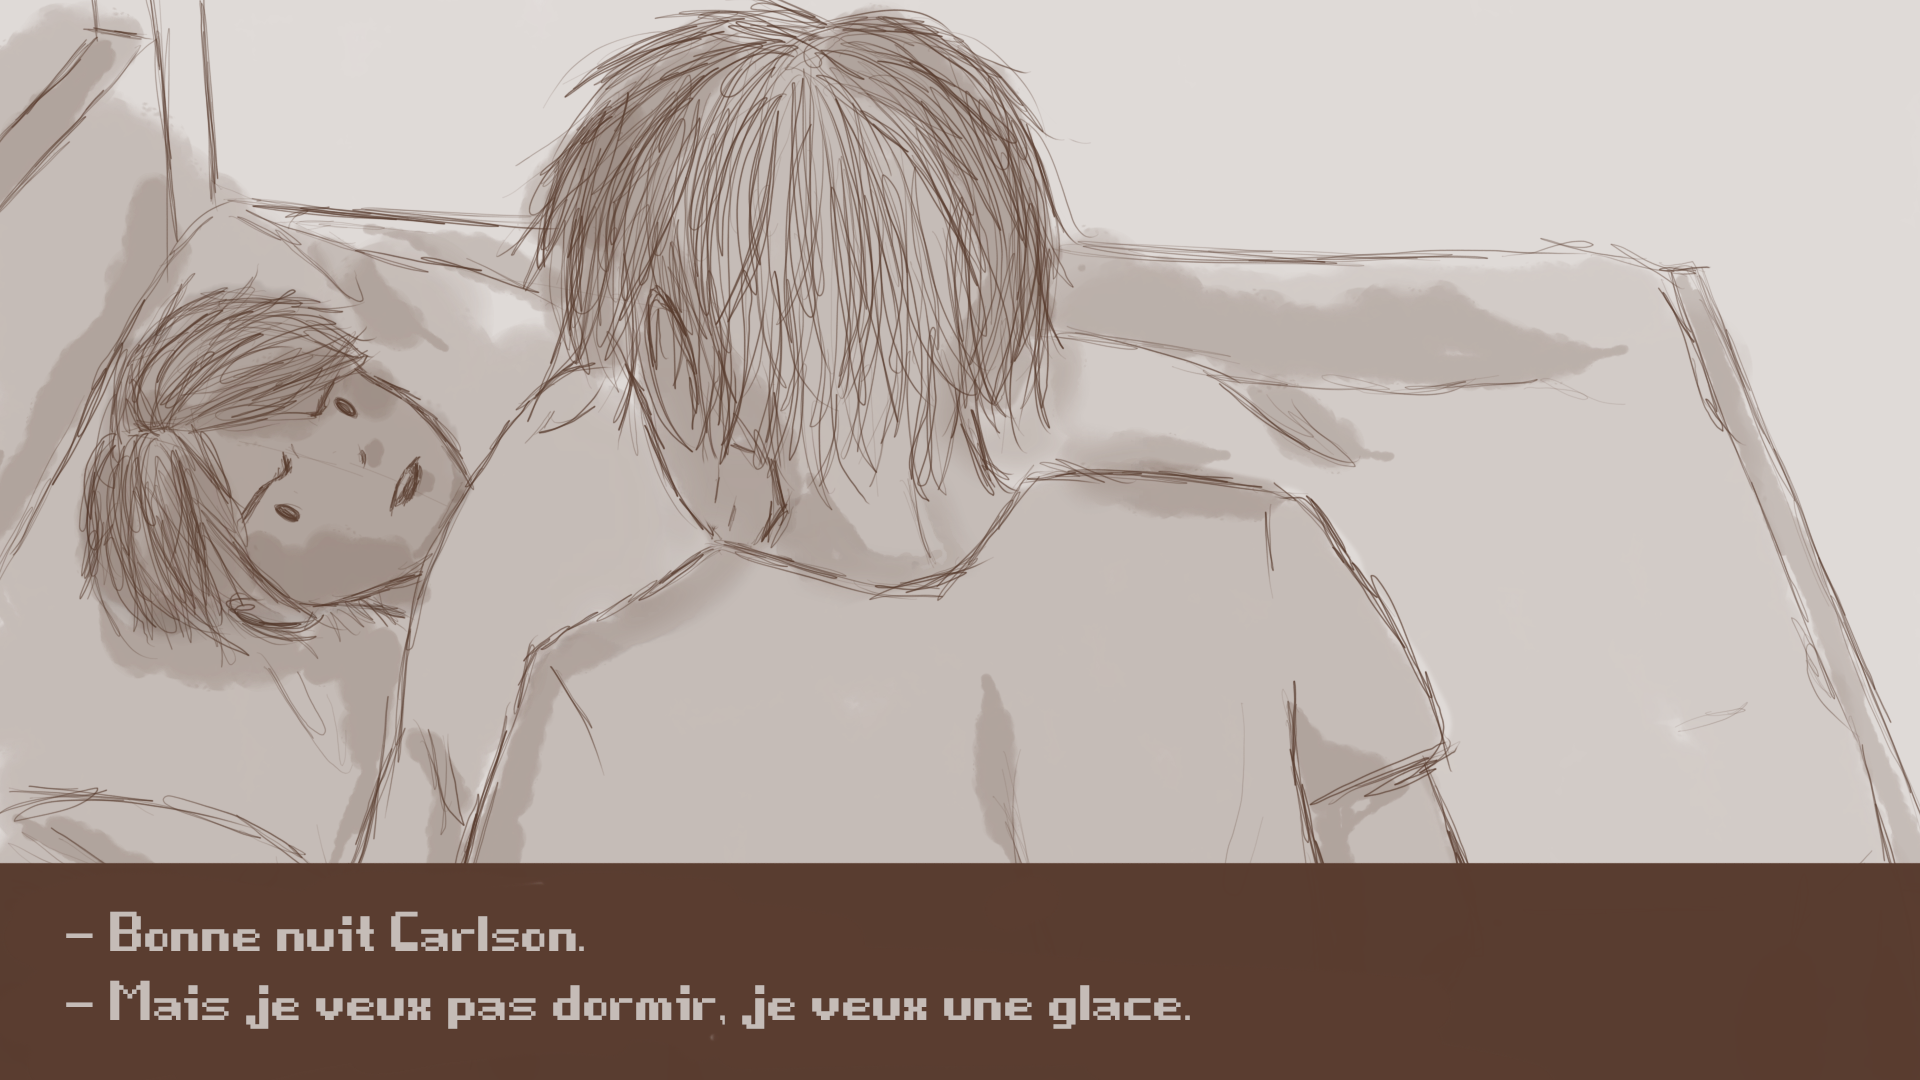 – Bonne nuit Carlson.
– Mais je veux pas dormir, je veux une glace.